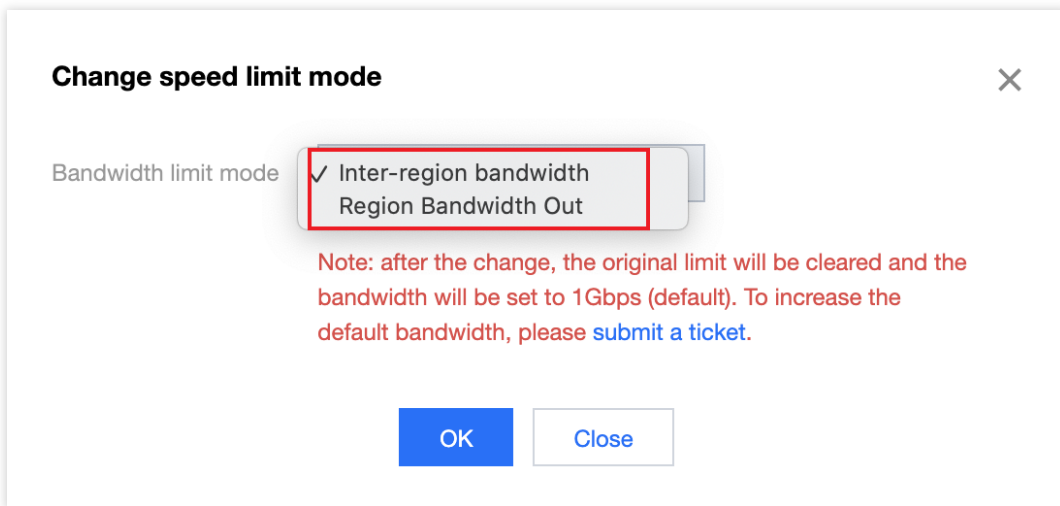 Change speed limit mode
Bandwidth limit mode
✓ Inter-region bandwidth
Region Bandwidth Out
Note: after the change, the original limit will be cleared and the
bandwidth will be set to 1Gbps (default). To increase the
default bandwidth, please submit a ticket.
OK
Close